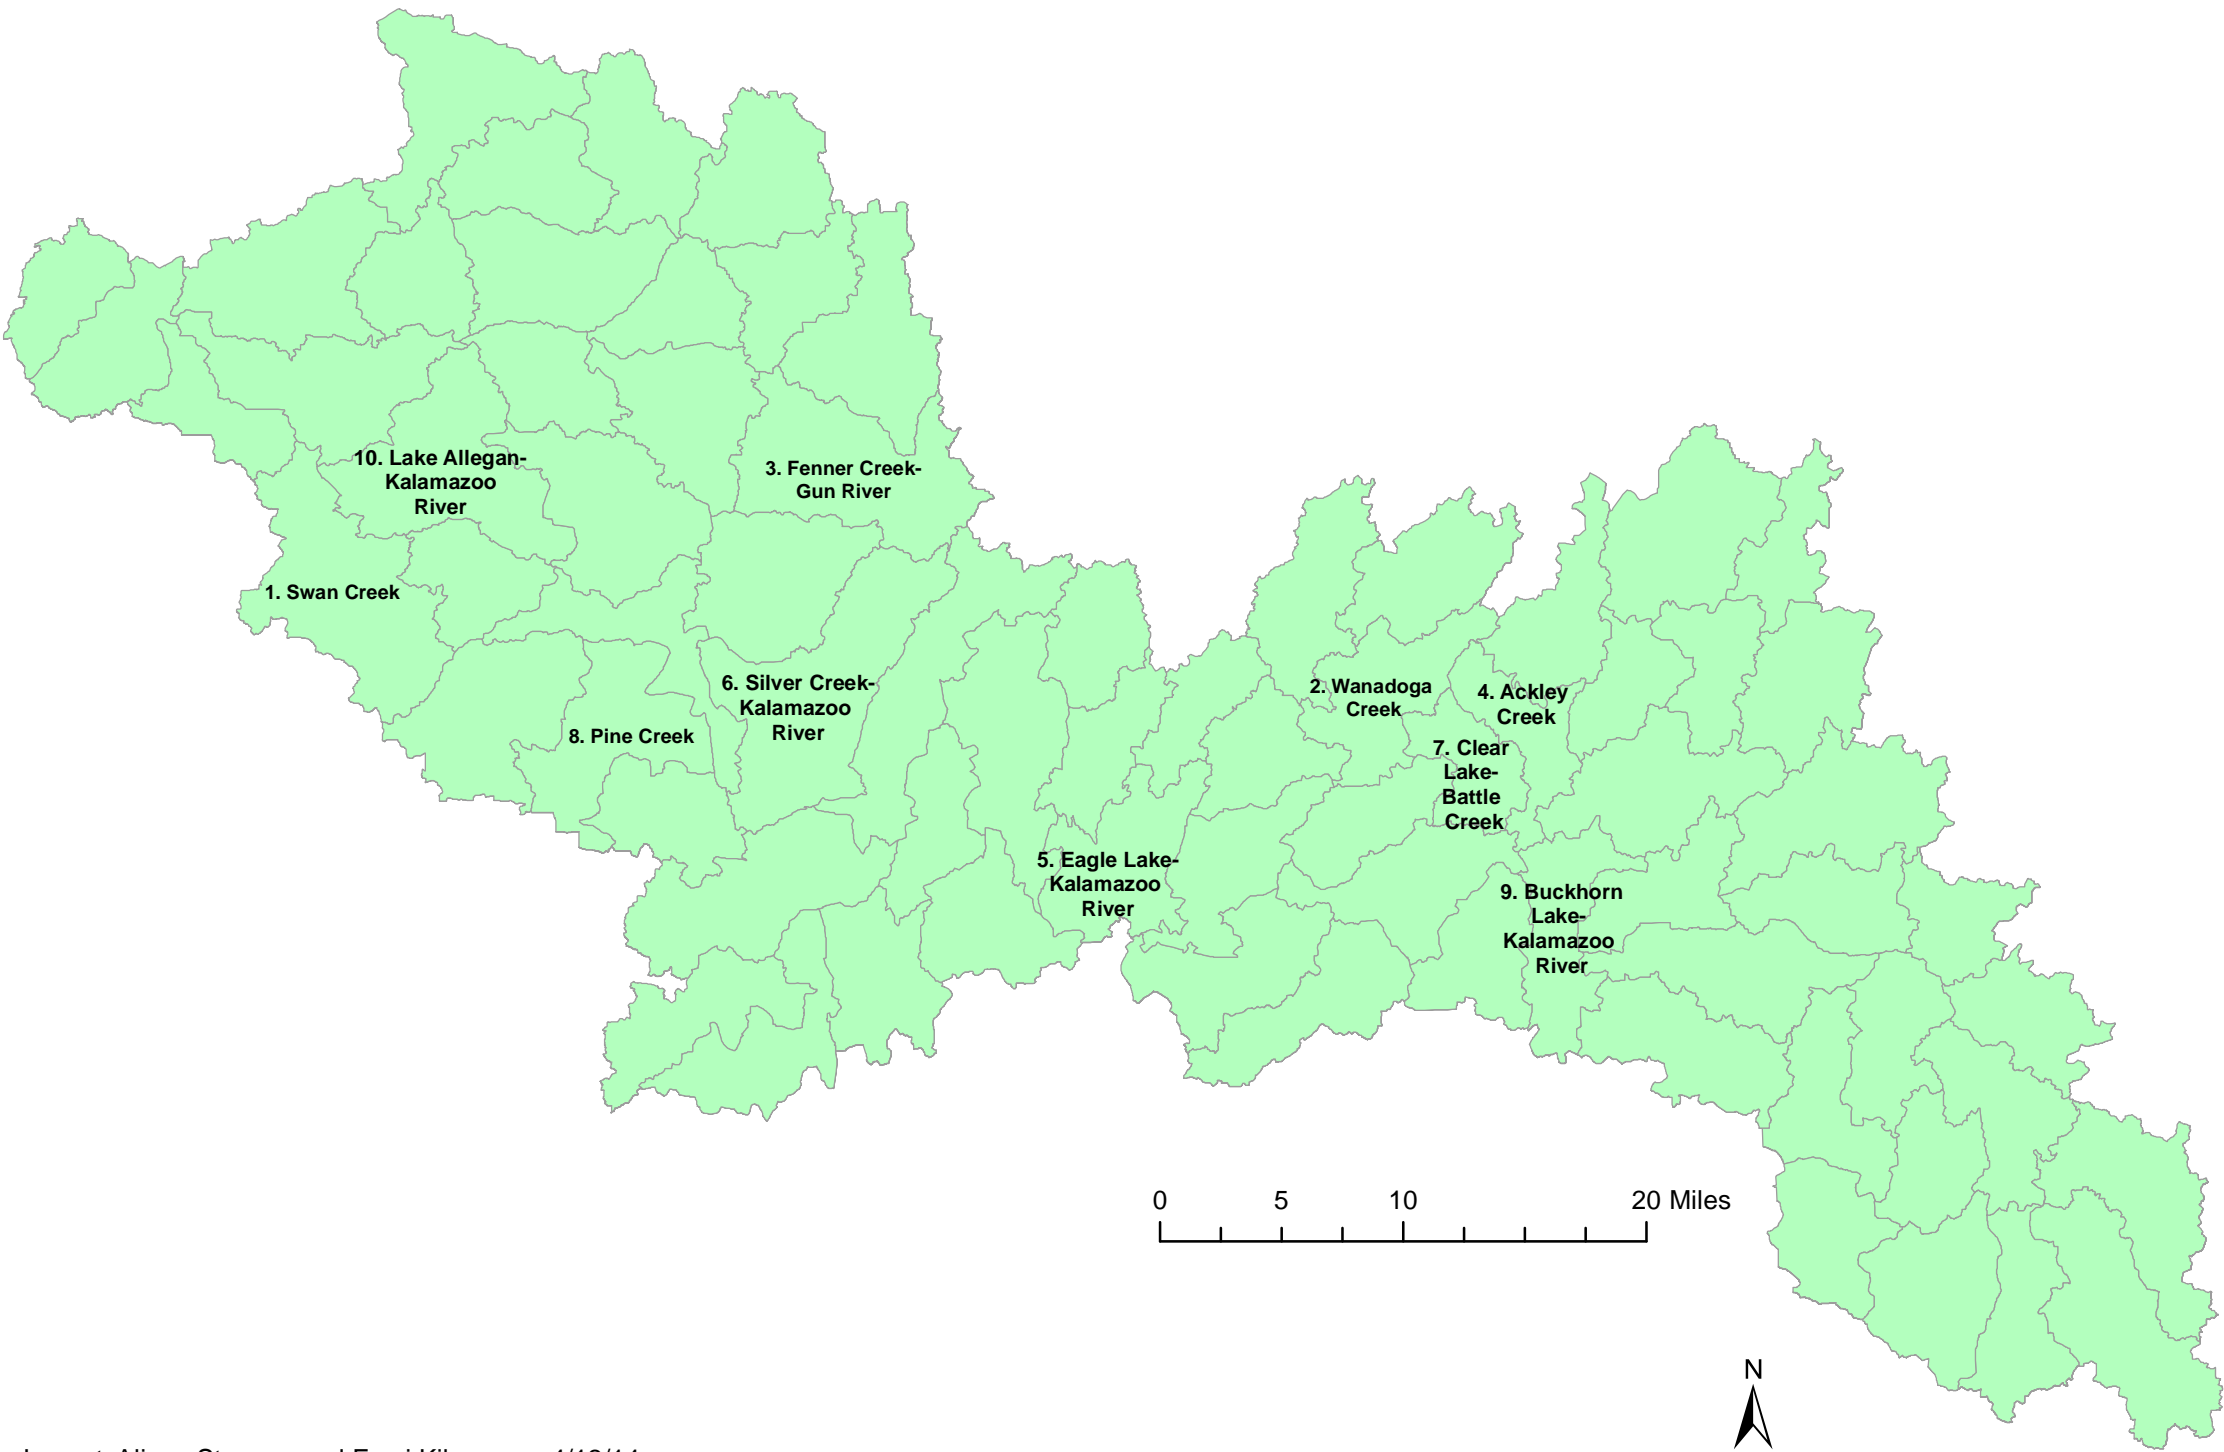 10. Lake Allegan-
Kalamazoo
River
3. Fenner Creek-
Gun River
1. Swan Creek
6. Silver Creek-
Kalamazoo
River
8. Pine Creek
2. Wanadoga
Creek
4. Ackley
Creek
7. Clear
Lake-
Battle
Creek
5. Eagle Lake-
Kalamazoo
River
9. Buckhorn
Lake-
Kalamazoo
River
0 5 10 20 Miles
N